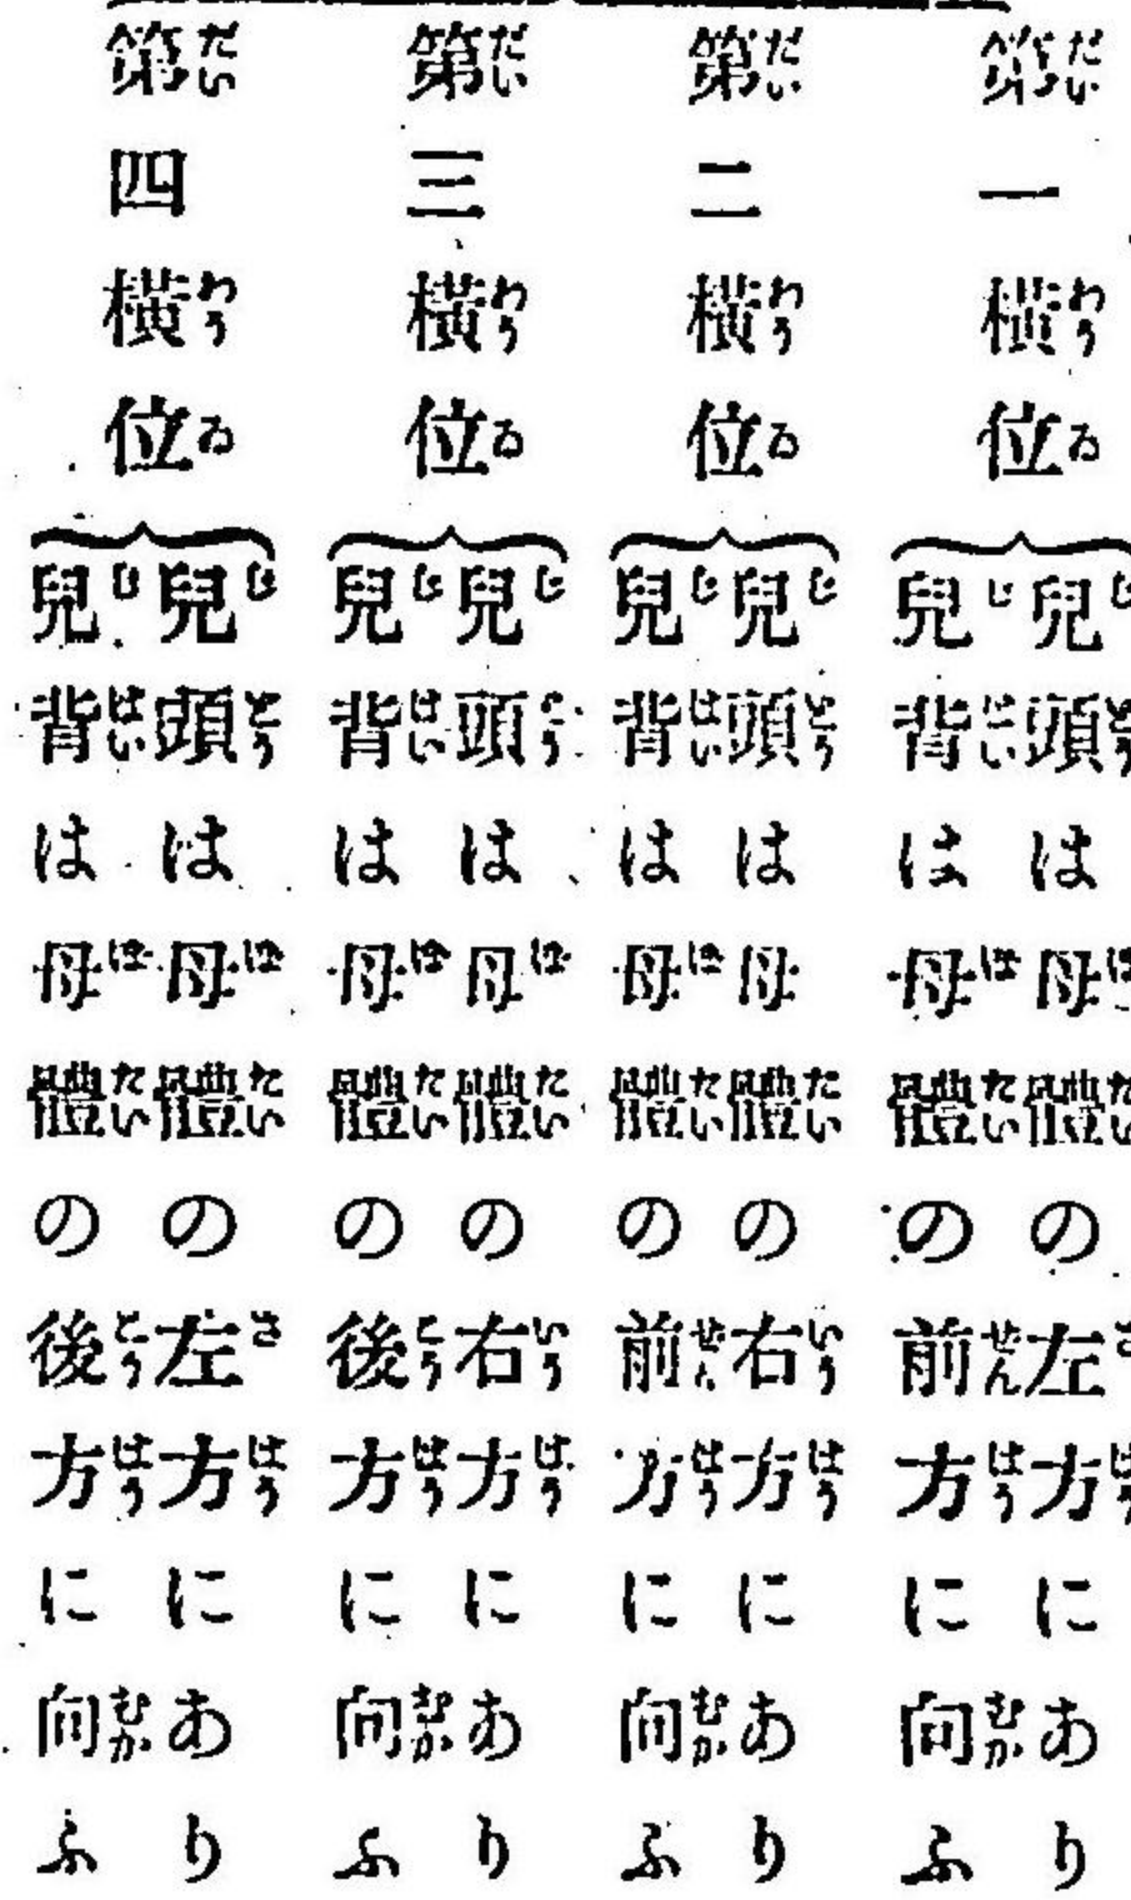 第一橫位
兒頭は母體の左方にあり
兒背は母體の前方に向ふ
第二橫位
兒頭は母體の右方にあり
兒背は母體の前方に向ふ
第三橫位
兒頭は母體の右方にあり
兒背は母體の後方に向ふ
第四橫位
兒頭は母體の左方にあり
兒背は母體の後方に向ふ